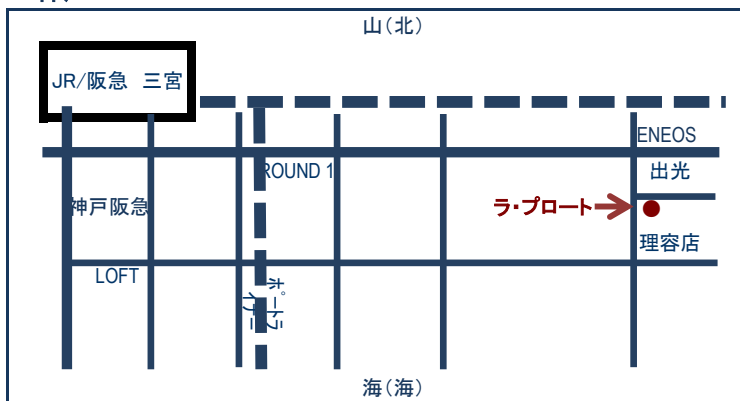 山(北)
JR/阪急 三宮
ENEOS
ROUND 1
出光
神戸阪急
ラ・プロート
理容店
LOFT
ポートラ
イナー
海(海)